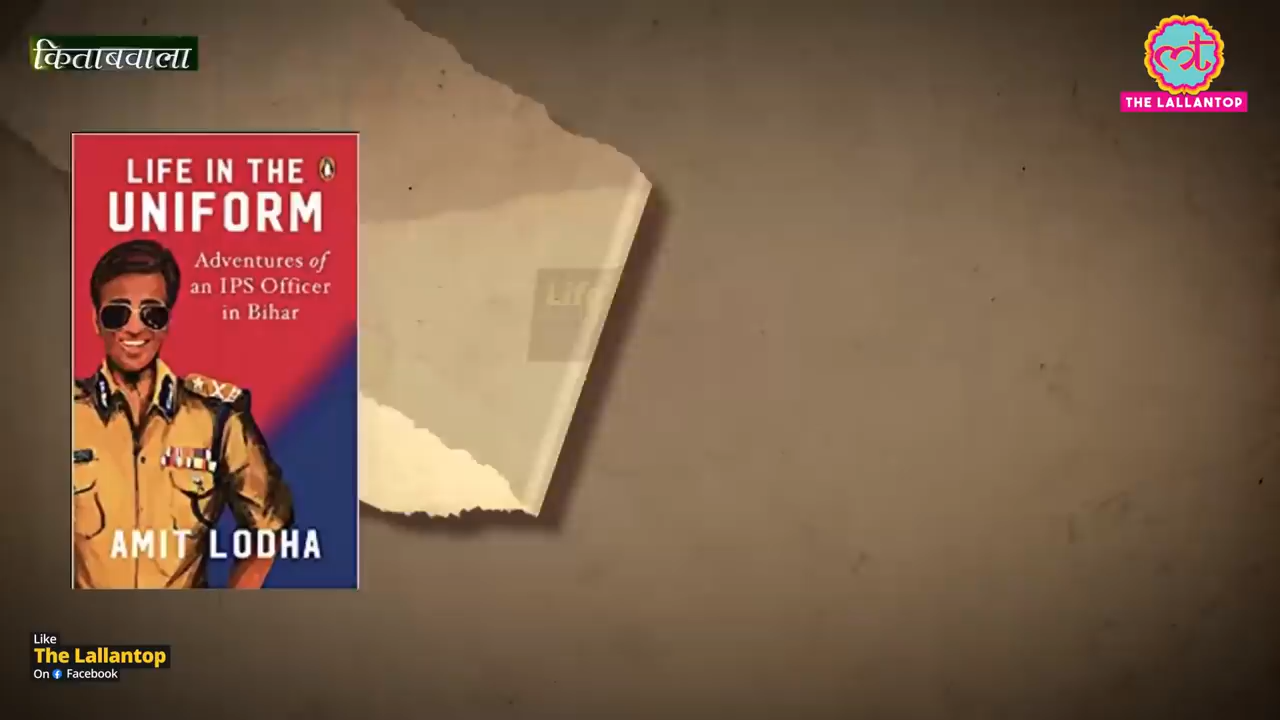 किताबवाला
THE LALLANTOP
LIFE IN THE
UNIFORM
Adventures of
an IPS Officer
in Bihar
AMIT LODHA
Like
The Lallantop
On Facebook